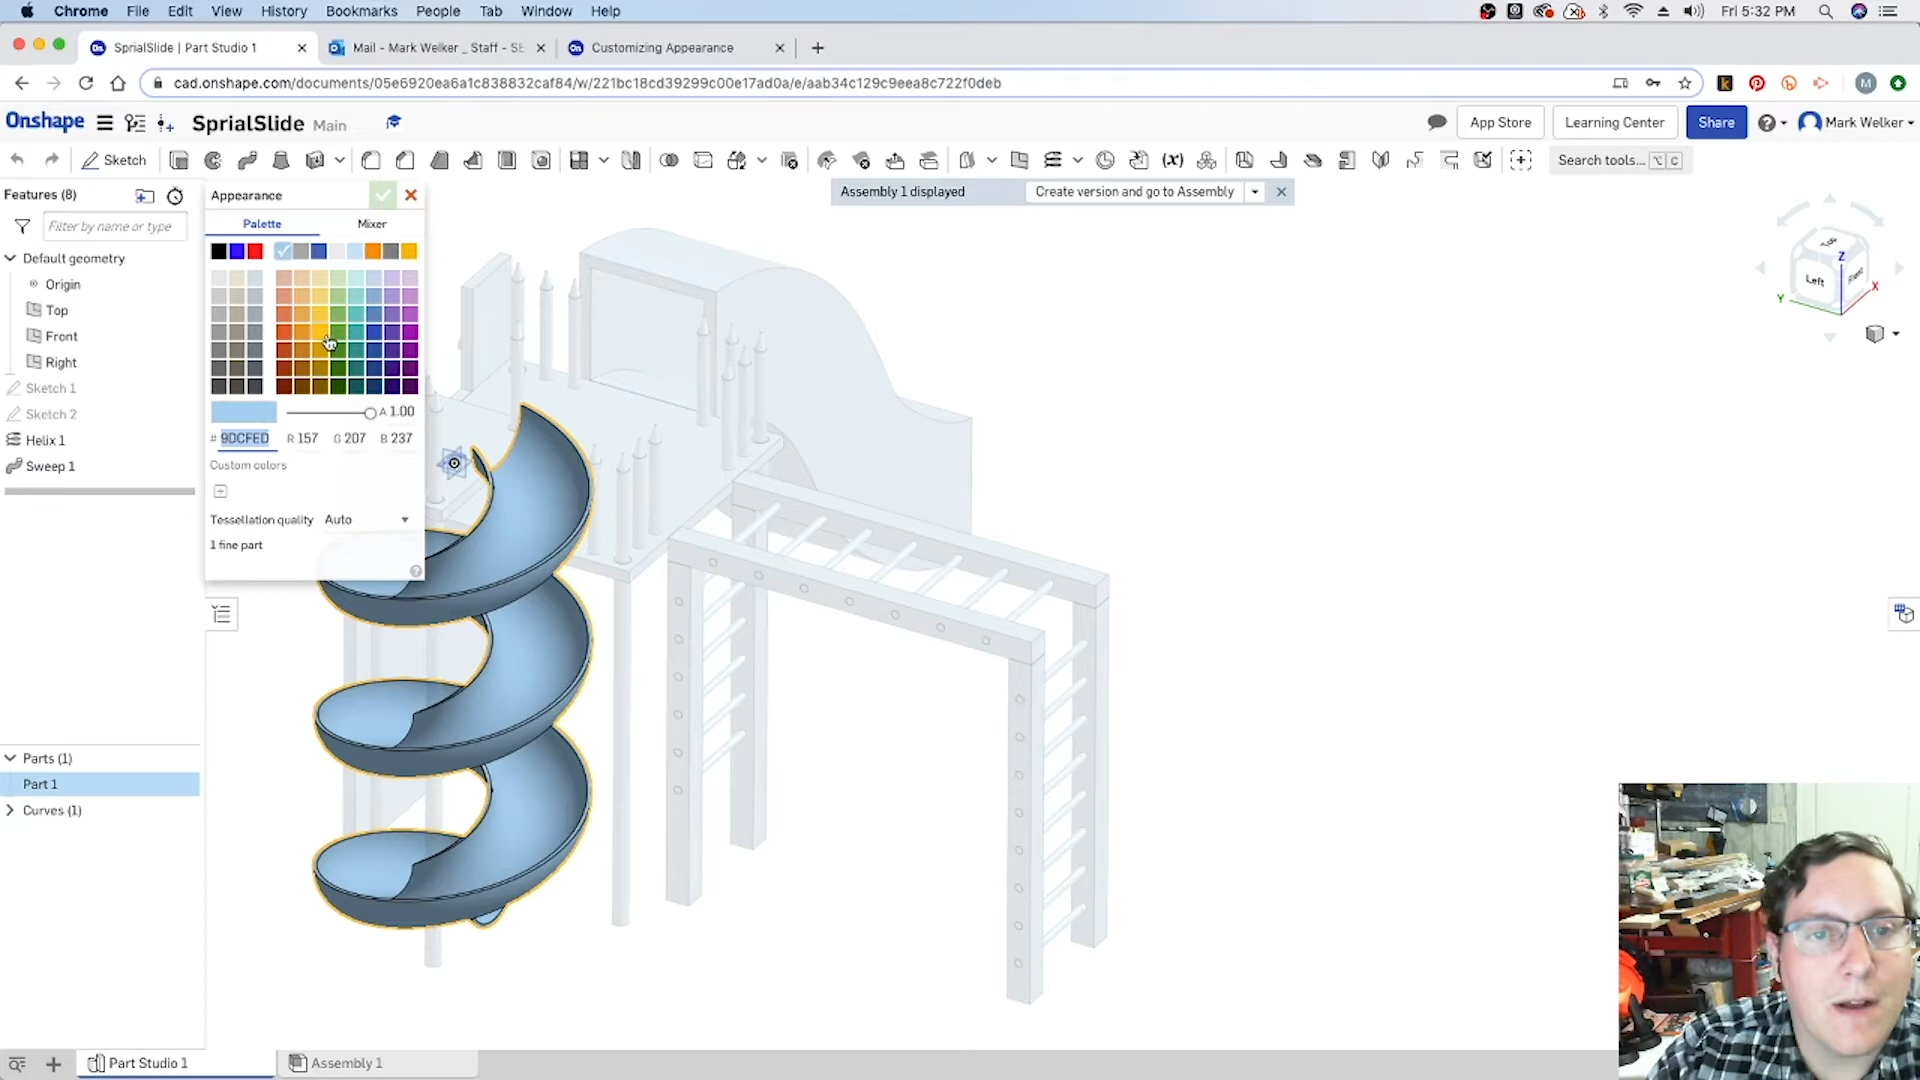 Chrome File Edit View History Bookmarks People Tab Window Help Fri 5:32 PM
SprialSlide | Part Studio 1 Mail - Mark Welker _ Staff - SE Customizing Appearance
cad.onshape.com/documents/05e6920ea6a1c838832caf84/w/221bc18cd39299c00e17ad0a/e/aab34c129c9eea8c722f0deb M
Onshape SprialSlide Main App Store Learning Center Share Mark Welker
Sketch (x) Search tools... ⌥ C
Features (8) Appearance Assembly 1 displayed Create version and go to Assembly
Filter by name or type Palette Mixer
Default geometry
Origin
Top
Front
Right
Sketch 1
Sketch 2
Helix 1
Sweep 1
A 1.00
# 9DCFED R 157 G 207 B 237
Custom colors
Tessellation quality Auto
1 fine part
Top
Left Front
Z
Y
X
Parts (1)
Part 1
Curves (1)
Part Studio 1 Assembly 1